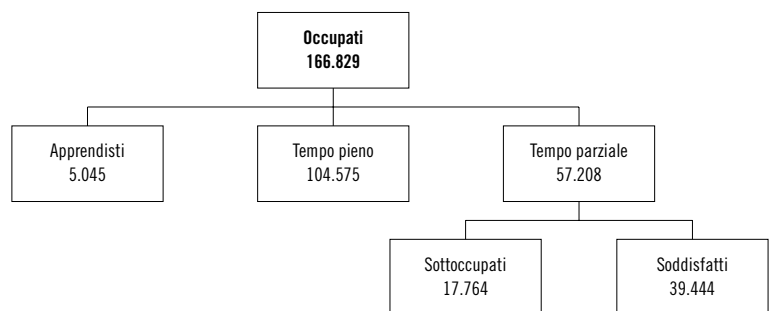 Occupati
166.829
Apprendisti
5.045
Tempo pieno
104.575
Tempo parziale
57.208
Sottoccupati
17.764
Soddisfatti
39.444